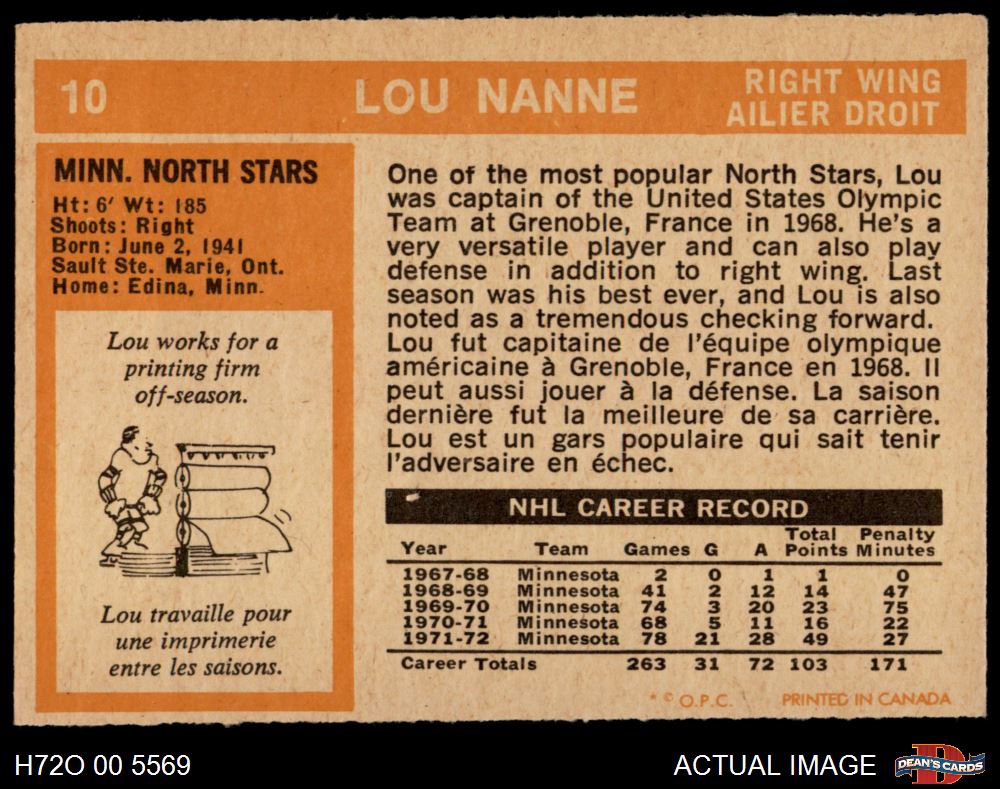 10
LOU NANNE
RIGHT WING
AILIER DROIT
MINN. NORTH STARS
Ht: 6' Wt: 185
Shoots: Right
Born: June 2, 1941
Sault Ste. Marie, Ont.
Home: Edina, Minn.
Lou works for a
printing firm
off-season.
Lou travaille pour
une imprimerie
entre les saisons.
One of the most popular North Stars, Lou
was captain of the United States Olympic
Team at Grenoble, France in 1968. He's a
very versatile player and can also play
defense in addition to right wing. Last
season was his best ever, and Lou is also
noted as a tremendous checking forward.
Lou fut capitaine de l'équipe olympique
américaine à Grenoble, France en 1968. Il
peut aussi jouer à la défense. La saison
dernière fut la meilleure de sa carrière.
Lou est un gars populaire qui sait tenir
l'adversaire en échec.
NHL CAREER RECORD
Year Team Games G A Total Points Penalty Minutes
1967-68 Minnesota 2 0 1 1 0
1968-69 Minnesota 41 2 12 14 47
1969-70 Minnesota 74 3 20 23 75
1970-71 Minnesota 68 5 11 16 22
1971-72 Minnesota 78 21 28 49 27
Career Totals 263 31 72 103 171
* © O.P.C. PRINTED IN CANADA
H72O 00 5569
ACTUAL IMAGE
DEAN'S CARDS